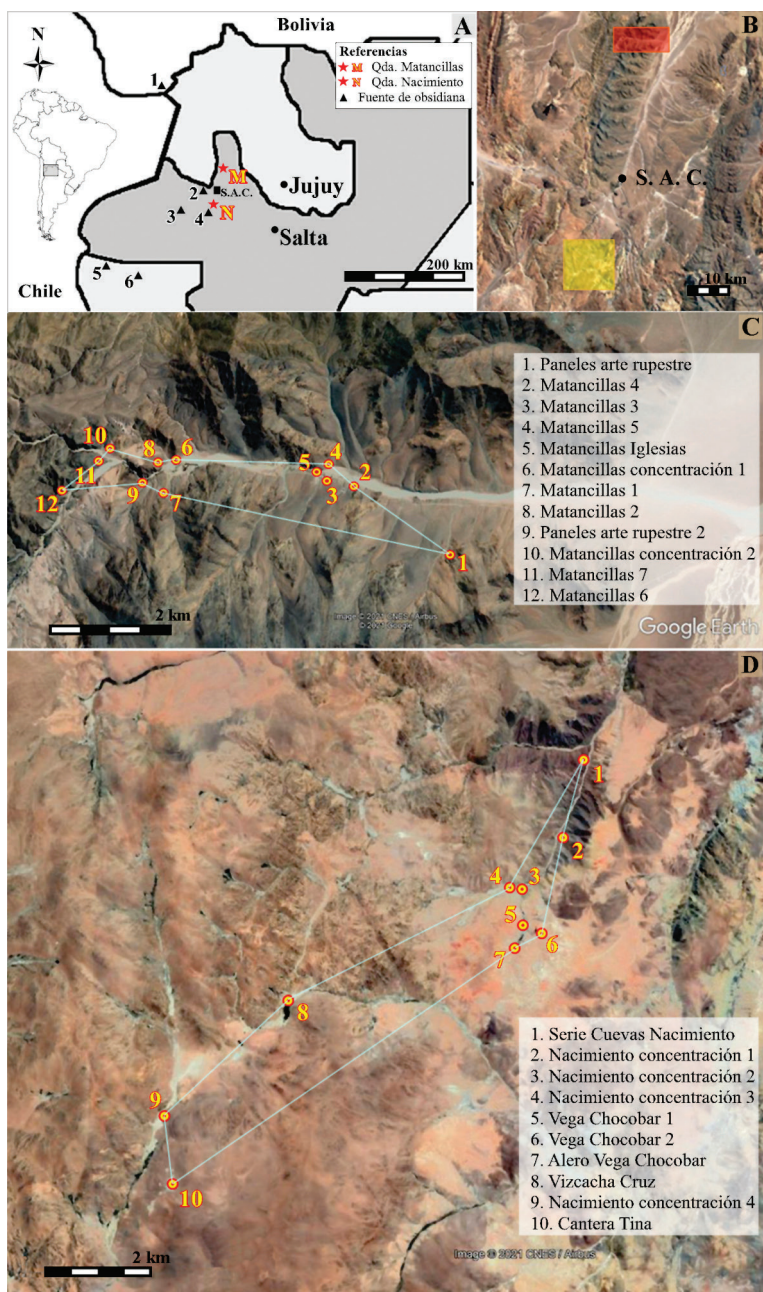 A
Bolivia
N
Referencias
M Qda. Matancillas
N Qda. Nacimiento
Fuente de obsidiana
1
M
2
S.A.C.
Jujuy
3
4
N
Salta
5
6
Chile
200 km
B
S. A. C.
10 km
C
1. Paneles arte rupestre
2. Matancillas 4
3. Matancillas 3
4. Matancillas 5
5. Matancillas Iglesias
6. Matancillas concentración 1
7. Matancillas 1
8. Matancillas 2
9. Paneles arte rupestre 2
10. Matancillas concentración 2
11. Matancillas 7
12. Matancillas 6
10
8
6
4
5
11
2
12
9
7
3
1
2 km
Google Earth
D
1
2
4
3
5
6
7
8
9
10
1. Serie Cuevas Nacimiento
2. Nacimiento concentración 1
3. Nacimiento concentración 2
4. Nacimiento concentración 3
5. Vega Chocobar 1
6. Vega Chocobar 2
7. Alero Vega Chocobar
8. Vizcacha Cruz
9. Nacimiento concentración 4
10. Cantera Tina
2 km
Image © 2021 CNES / Airbus